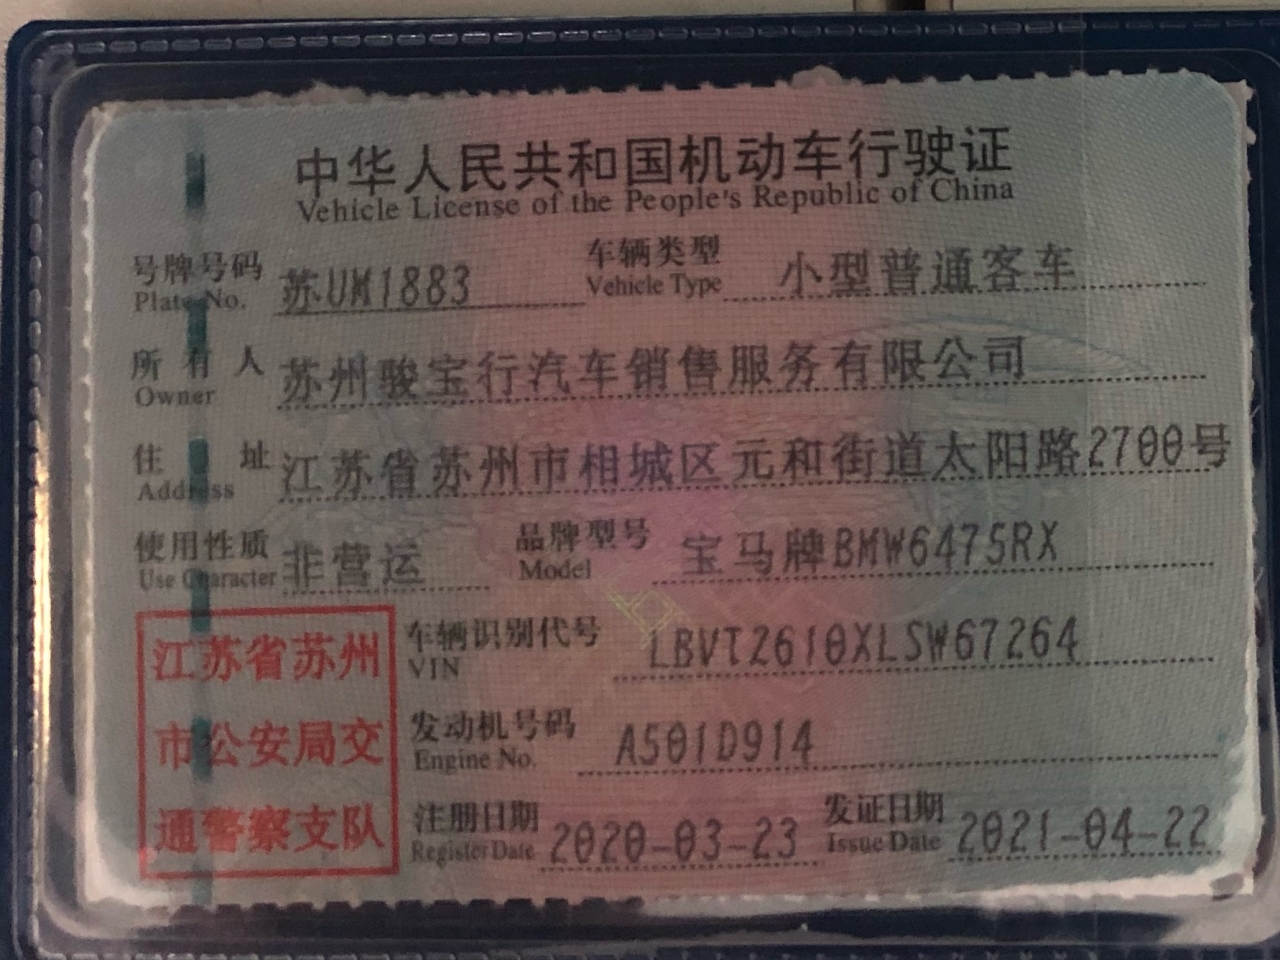 中华人民共和国机动车行驶证
Vehicle License of the People's Republic of China
号牌号码 苏UM1883 车辆类型 小型普通客车
Plate No. Vehicle Type
所有人 苏州骏宝行汽车销售服务有限公司
Owner
住址 江苏省苏州市相城区元和街道太阳路2700号
Address
使用性质 非营运 品牌型号 宝马牌BMW6475RX
Use Character Model
江苏省苏州
市公安局交
通警察支队
车辆识别代号 LBVTZ610XLSW67264
VIN
发动机号码 A501D914
Engine No.
注册日期 2020-03-23 发证日期 2021-04-22
Register Date Issue Date